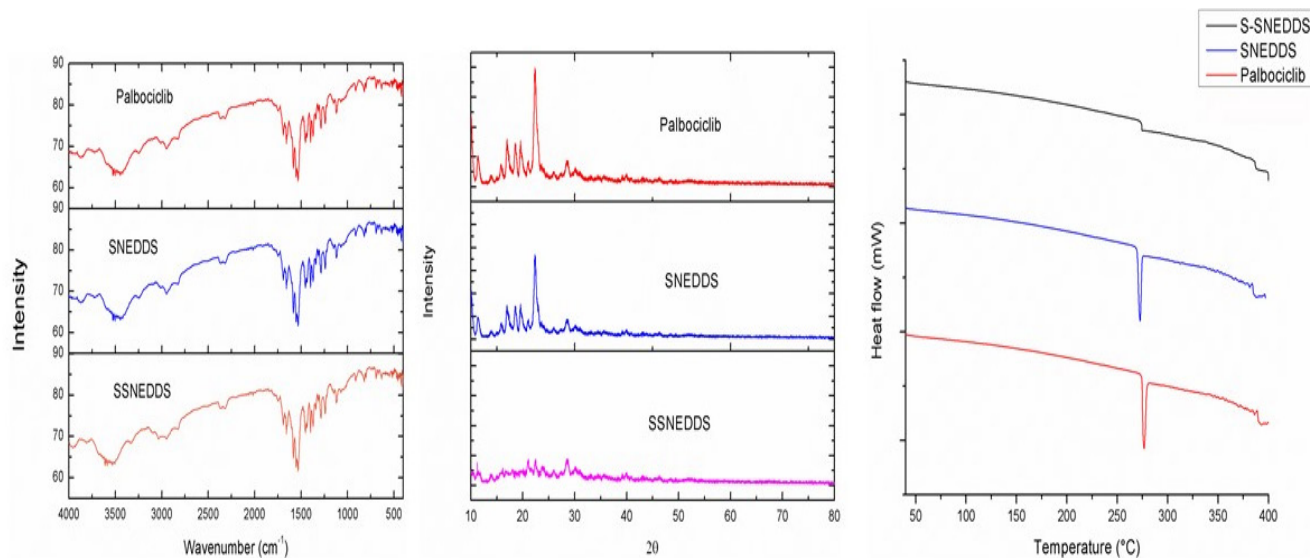 90
80
70
60
90
80
70
60
90
80
70
60
Palbociclib
SNEDDS
SSNEDDS
Intensity
4000 3500 3000 2500 2000 1500 1000 500
Wavenumber (cm⁻¹)
Palbociclib
SNEDDS
SSNEDDS
Intensity
10 20 30 40 50 60 70 80
2θ
S-SNEDDS
SNEDDS
Palbociclib
Heat flow (mW)
50 100 150 200 250 300 350 400
Temperature (°C)